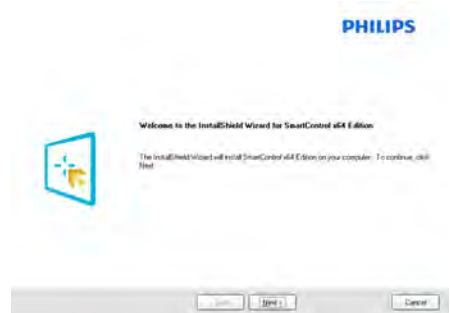 PHILIPS
Welcome to the InstallShield Wizard for SmartControl x64 Edition
The InstallShield Wizard will install SmartControl x64 Edition on your computer. To continue, click
Next
Next >
Cancel